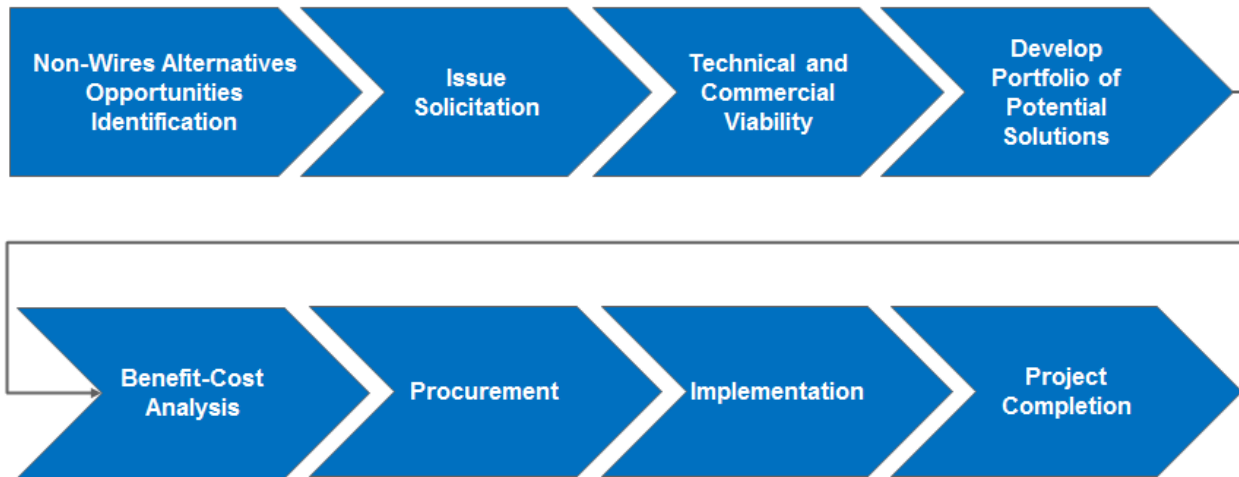 Non-Wires Alternatives
Opportunities
Identification
Issue
Solicitation
Technical and
Commercial
Viability
Develop
Portfolio of
Potential
Solutions
Benefit-Cost
Analysis
Procurement
Implementation
Project
Completion